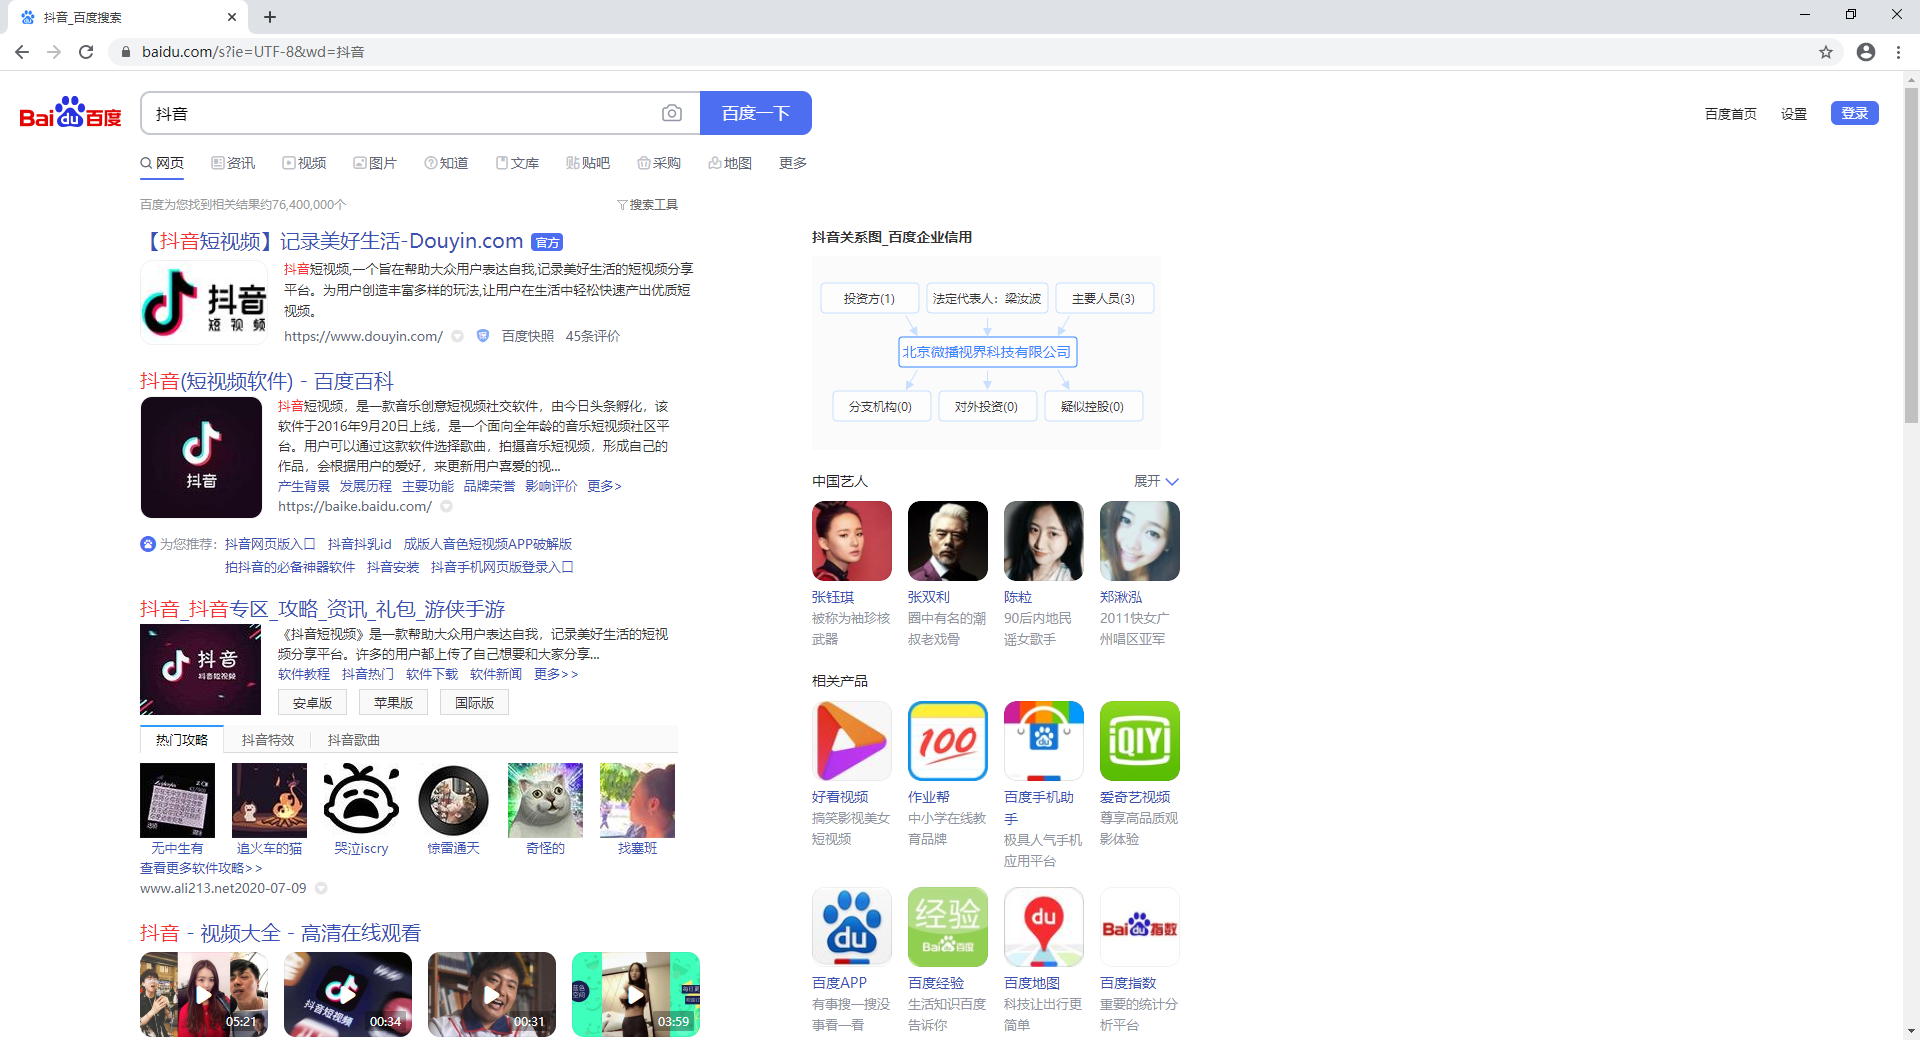 抖音_百度搜索
baidu.com/s?ie=UTF-8&wd=抖音
Bai du 百度
抖音
百度一下
百度首页
设置
登录
网页
资讯
视频
图片
知道
文库
贴吧
采购
地图
更多
百度为您找到相关结果约76,400,000个
搜索工具
【抖音短视频】记录美好生活-Douyin.com 官方
抖音
短视频
抖音短视频,一个旨在帮助大众用户表达自我,记录美好生活的短视频分享
平台。为用户创造丰富多样的玩法,让用户在生活中轻松快速产出优质短
视频。
https://www.douyin.com/ 百度快照 45条评价
抖音(短视频软件) - 百度百科
抖音
抖音短视频，是一款音乐创意短视频社交软件，由今日头条孵化，该
软件于2016年9月20日上线，是一个面向全年龄的音乐短视频社区平
台。用户可以通过这款软件选择歌曲，拍摄音乐短视频，形成自己的
作品，会根据用户的爱好，来更新用户喜爱的视...
产生背景 发展历程 主要功能 品牌荣誉 影响评价 更多>
https://baike.baidu.com/
为您推荐: 抖音网页版入口 抖音抖乳id 成版人音色短视频APP破解版
拍抖音的必备神器软件 抖音安装 抖音手机网页版登录入口
抖音_抖音专区_攻略_资讯_礼包_游侠手游
抖音
抖音短视频
《抖音短视频》是一款帮助大众用户表达自我，记录美好生活的短视
频分享平台。许多的用户都上传了自己想要和大家分享...
软件教程 抖音热门 软件下载 软件新闻 更多>>
安卓版 苹果版 国际版
热门攻略 抖音特效 抖音歌曲
无中生有 追火车的猫 哭泣iscry 惊雷通天 奇怪的 找塞班
查看更多软件攻略>>
www.ali213.net2020-07-09
抖音 - 视频大全 - 高清在线观看
05:21
抖音短视频
00:34
00:31
03:59
抖音关系图_百度企业信用
投资方(1) 法定代表人：梁汝波 主要人员(3)
北京微播视界科技有限公司
分支机构(0) 对外投资(0) 疑似控股(0)
中国艺人 展开
张钰琪 张双利 陈粒 郑湫泓
被称为袖珍核 圈中有名的潮 90后内地民 2011快女广
武器 叔老戏骨 谣女歌手 州唱区亚军
相关产品
100
iQIYI
好看视频 作业帮 百度手机助 爱奇艺视频
手
搞笑影视美女 中小学在线教 极具人气手机 尊享高品质观
短视频 育品牌 应用平台 影体验
du
经验
Bai 百度
du
Bai du 指数
百度APP 百度经验 百度地图 百度指数
有事搜一搜没 生活知识百度 科技让出行更 重要的统计分
事看一看 告诉你 简单 析平台